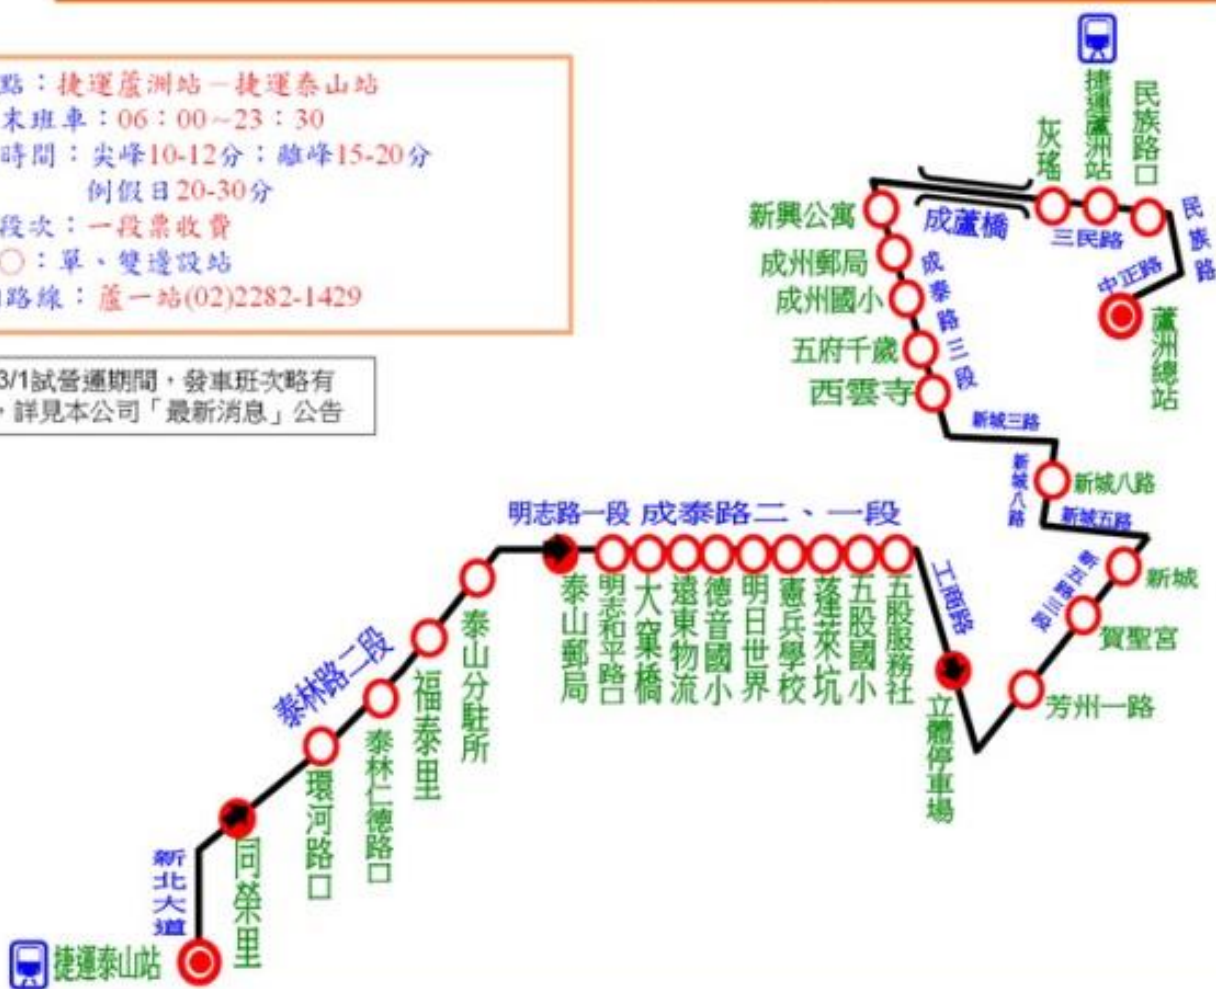 點：捷運蘆洲站－捷運泰山站
末班車：06：00~23：30
時間：尖峰10-12分；離峰15-20分
例假日20-30分
段次：一段票收費
○：單、雙邊設站
路線：蘆一站(02)2282-1429
3/1試營運期間，發車班次略有
，詳見本公司「最新消息」公告
捷運蘆洲站
民族路口
灰瑤
成蘆橋
三民路
民族路
中正路
蘆洲總站
新興公寓
成州郵局
成州國小
五府千歲
西雲寺
成泰路三段
新城三路
新城八路
新城八路
新城五路
新城
新五路三段
賀聖宮
芳州一路
工商路
立體停車場
明志路一段
成泰路二、一段
五股服務社
五股國小
蓬萊坑
憲兵學校
明日世界
德音國小
遠東物流
大窠橋
明志和平路口
泰山郵局
泰山分駐所
福泰里
泰林路二段
泰林仁德路口
環河路口
同榮里
新北大道
捷運泰山站